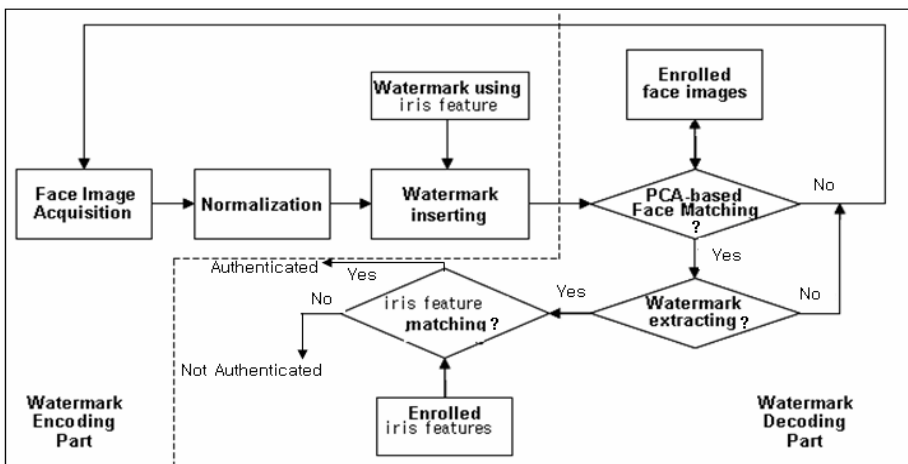 Watermark using
iris feature
Enrolled
face images
Face Image
Acquisition
Normalization
Watermark
inserting
PCA-based
Face Matching
?
No
Yes
Authenticated
Yes
No
iris feature
matching?
Yes
Watermark
extracting?
No
Not Authenticated
Enrolled
iris features
Watermark
Encoding
Part
Watermark
Decoding
Part